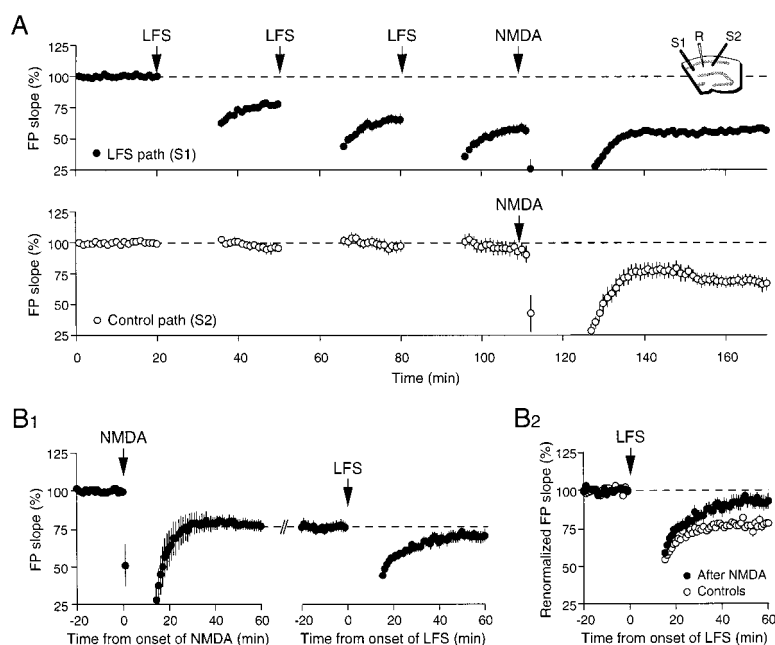 A
LFS LFS LFS NMDA
S1 R S2
FP slope (%)
125
100
75
50
25
● LFS path (S1)
NMDA
FP slope (%)
125
100
75
50
25
○ Control path (S2)
0 20 40 60 80 100 120 140 160
Time (min)
B1
NMDA
LFS
FP slope (%)
125
100
75
50
25
-20 0 20 40 60
Time from onset of NMDA (min)
-20 0 20 40 60
Time from onset of LFS (min)
B2
LFS
Renormalized FP slope (%)
125
100
75
50
25
● After NMDA
○ Controls
-20 0 20 40 60
Time from onset of LFS (min)